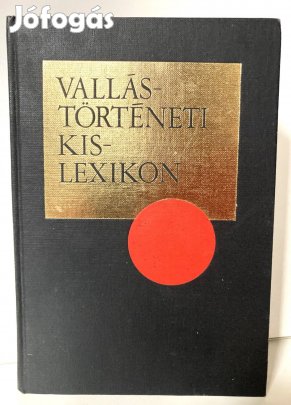 Jófogás
VALLÁS-
TÖRTÉNETI
KIS-
LEXIKON